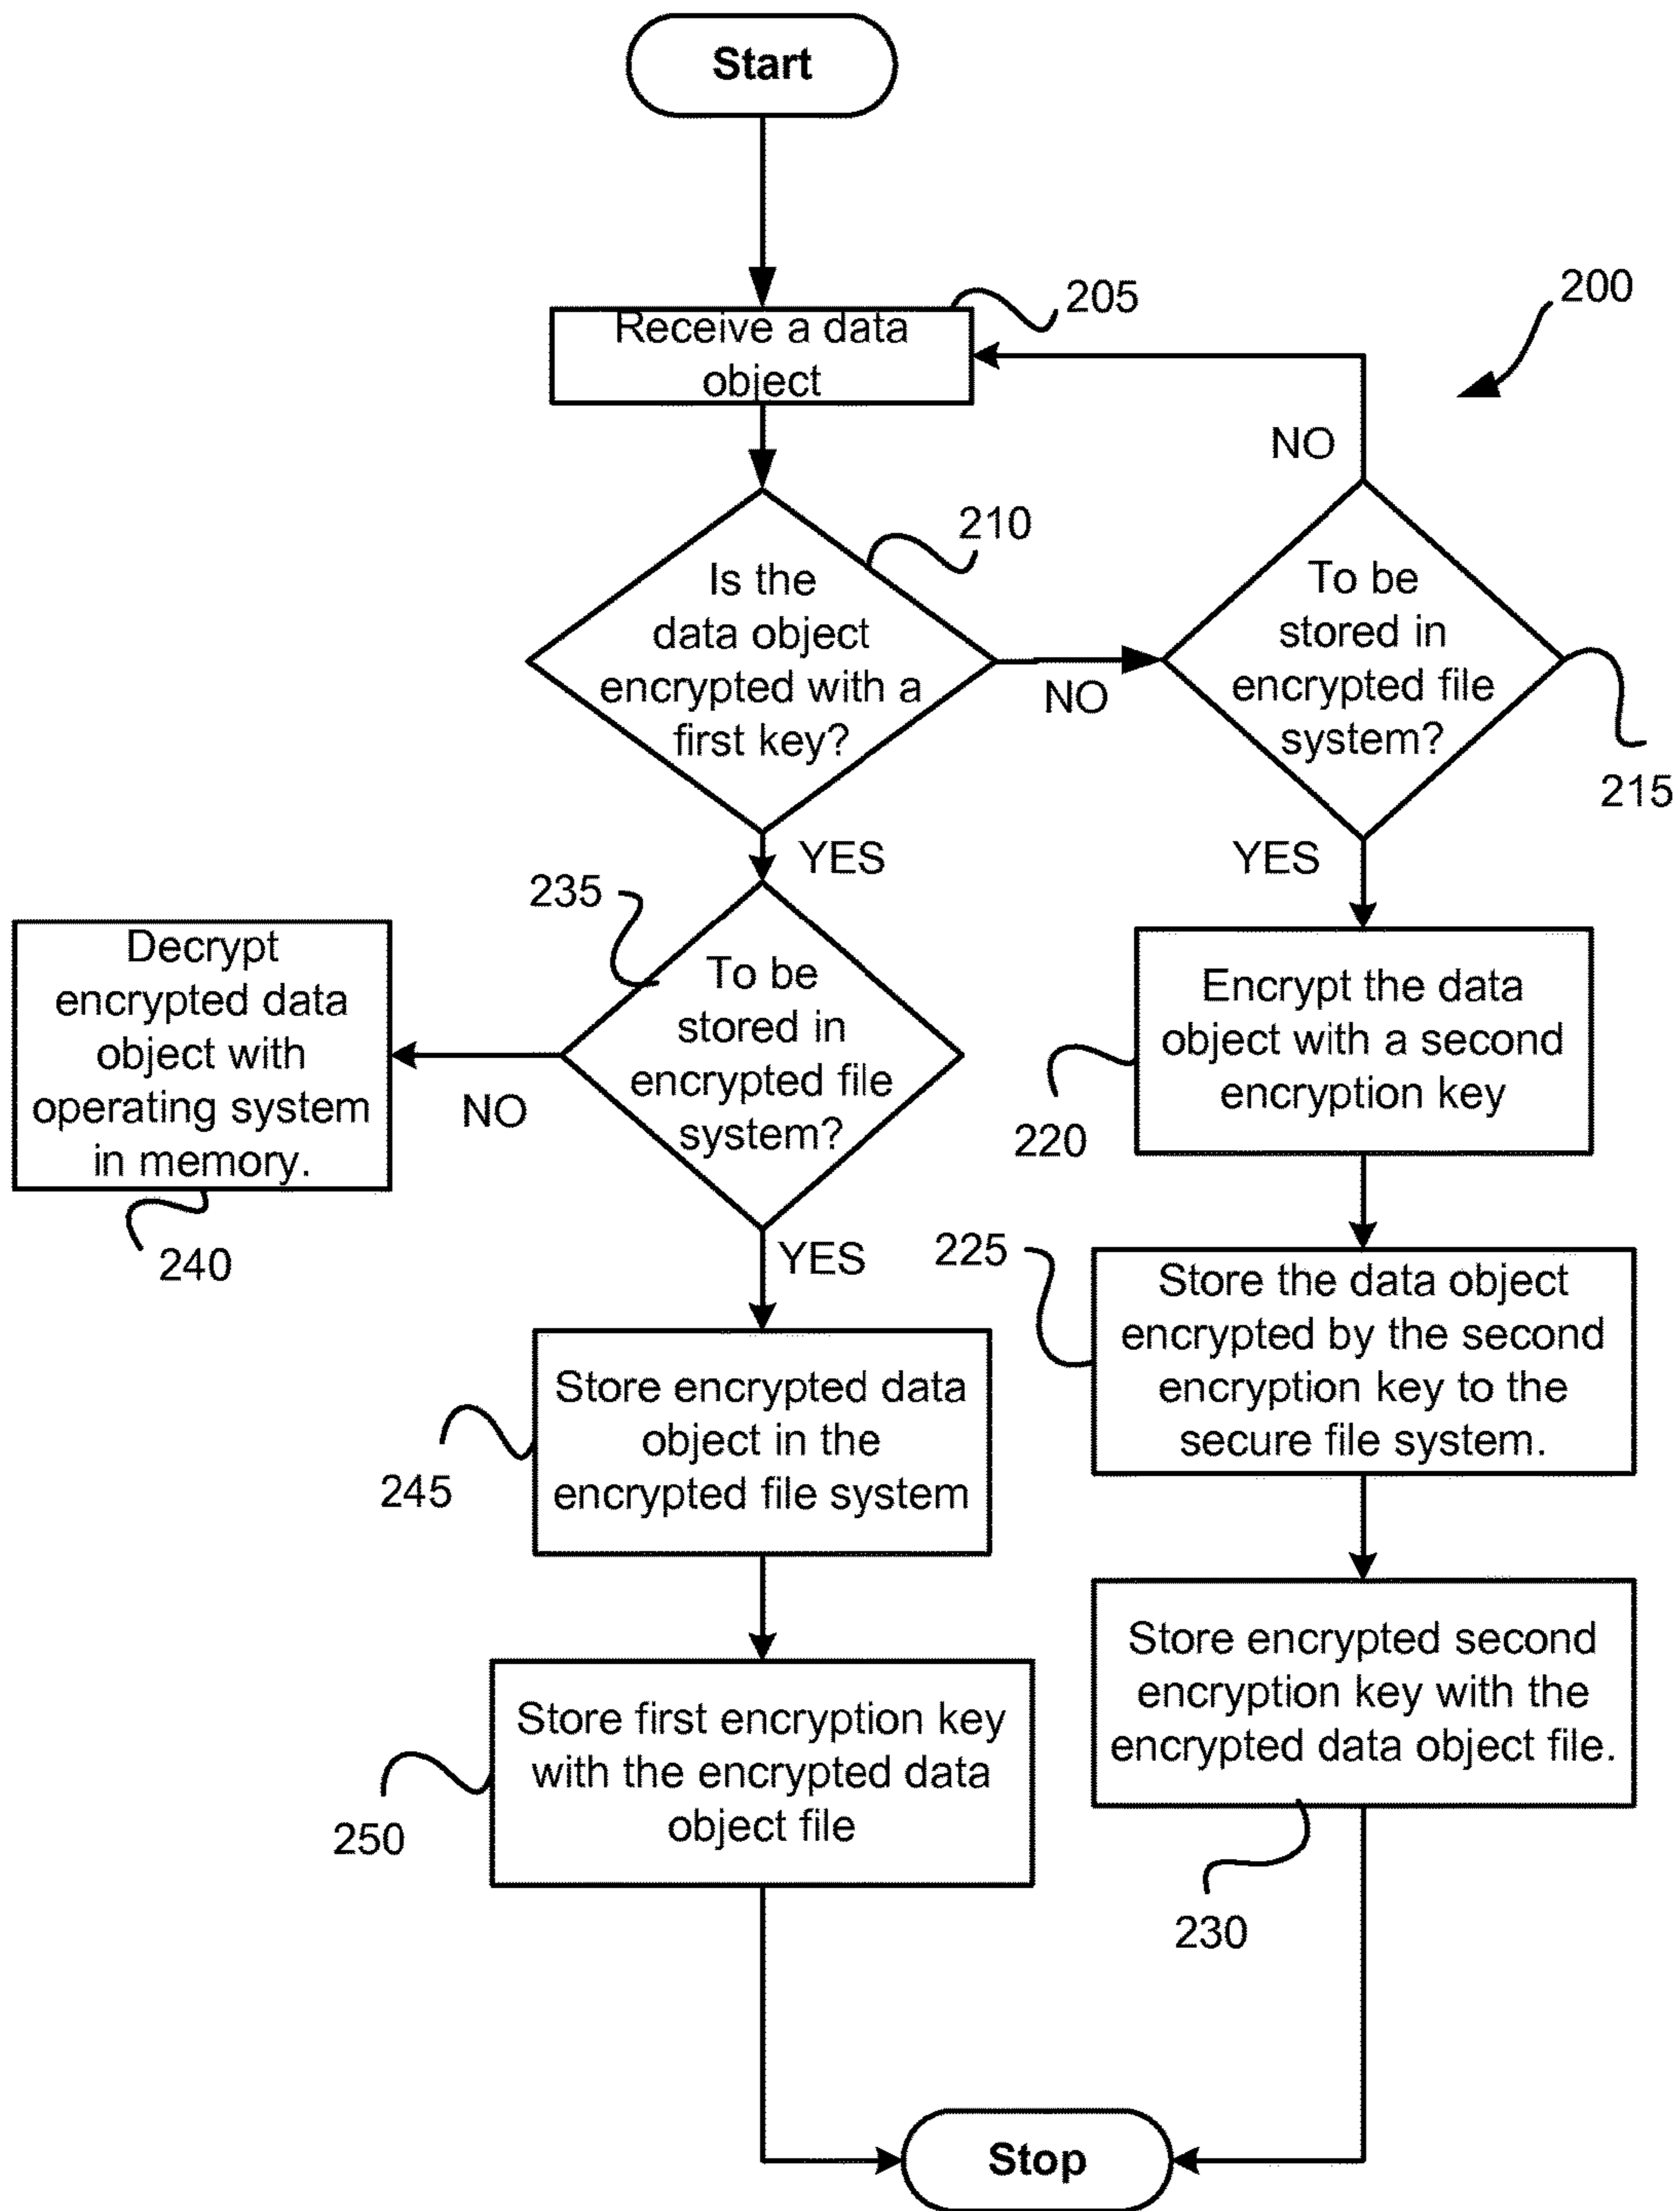 Start
205
200
Receive a data
object
NO
210
Is the
data object
encrypted with a
first key?
NO
To be
stored in
encrypted file
system?
215
YES
YES
235
Decrypt
encrypted data
object with
operating system
in memory.
240
NO
To be
stored in
encrypted file
system?
YES
Encrypt the data
object with a second
encryption key
220
225
Store the data object
encrypted by the second
encryption key to the
secure file system.
Store encrypted data
object in the
encrypted file system
245
Store encrypted second
encryption key with the
encrypted data object file.
230
Store first encryption key
with the encrypted data
object file
250
Stop